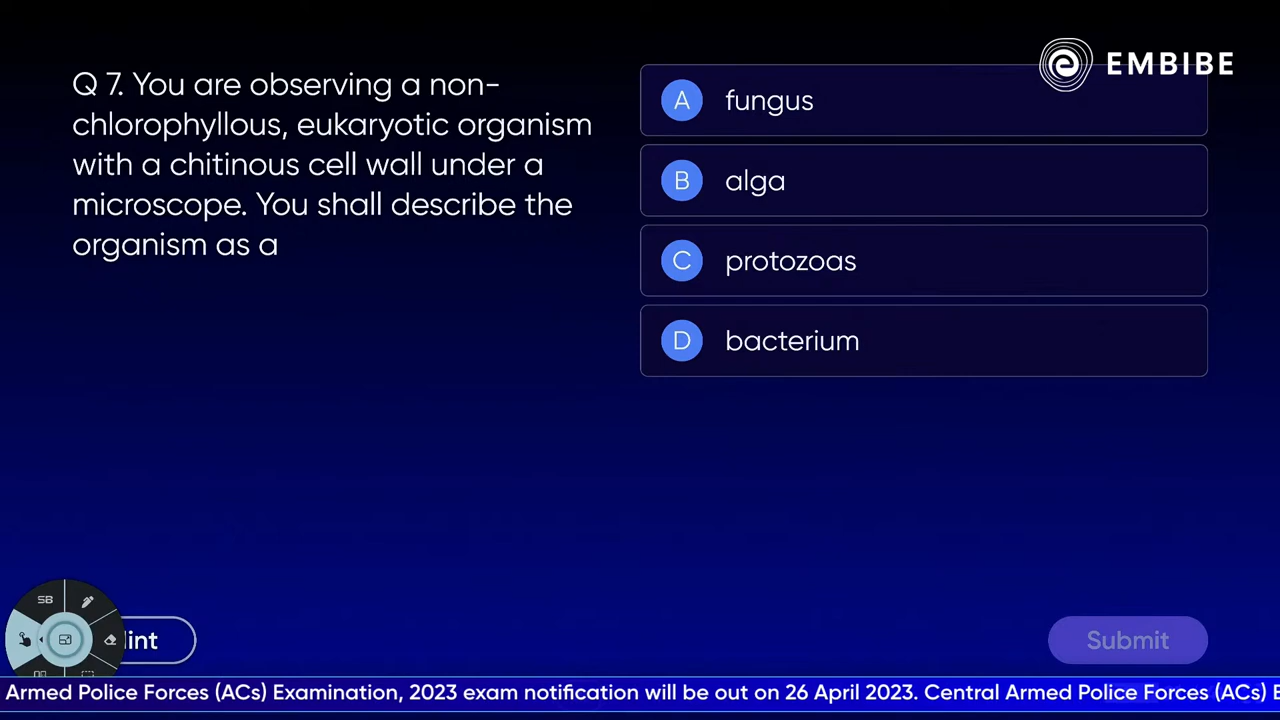 EMBIBE
Q 7. You are observing a non-
chlorophyllous, eukaryotic organism
with a chitinous cell wall under a
microscope. You shall describe the
organism as a
A fungus
B alga
C protozoas
D bacterium
SB
Submit
Armed Police Forces (ACs) Examination, 2023 exam notification will be out on 26 April 2023. Central Armed Police Forces (ACs) E